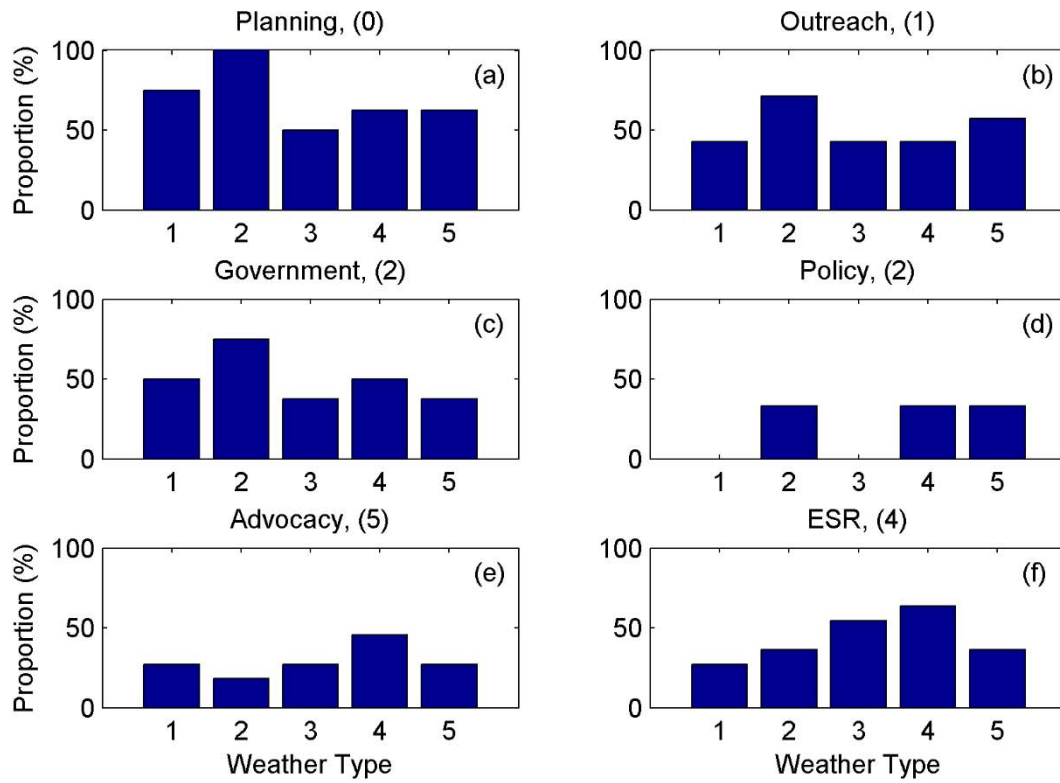 Planning, (0)
Proportion (%)
100
50
0
(a)
1 2 3 4 5
Outreach, (1)
100
50
0
(b)
1 2 3 4 5
Government, (2)
Proportion (%)
100
50
0
(c)
1 2 3 4 5
Policy, (2)
100
50
0
(d)
1 2 3 4 5
Advocacy, (5)
Proportion (%)
100
50
0
(e)
1 2 3 4 5
Weather Type
ESR, (4)
100
50
0
(f)
1 2 3 4 5
Weather Type